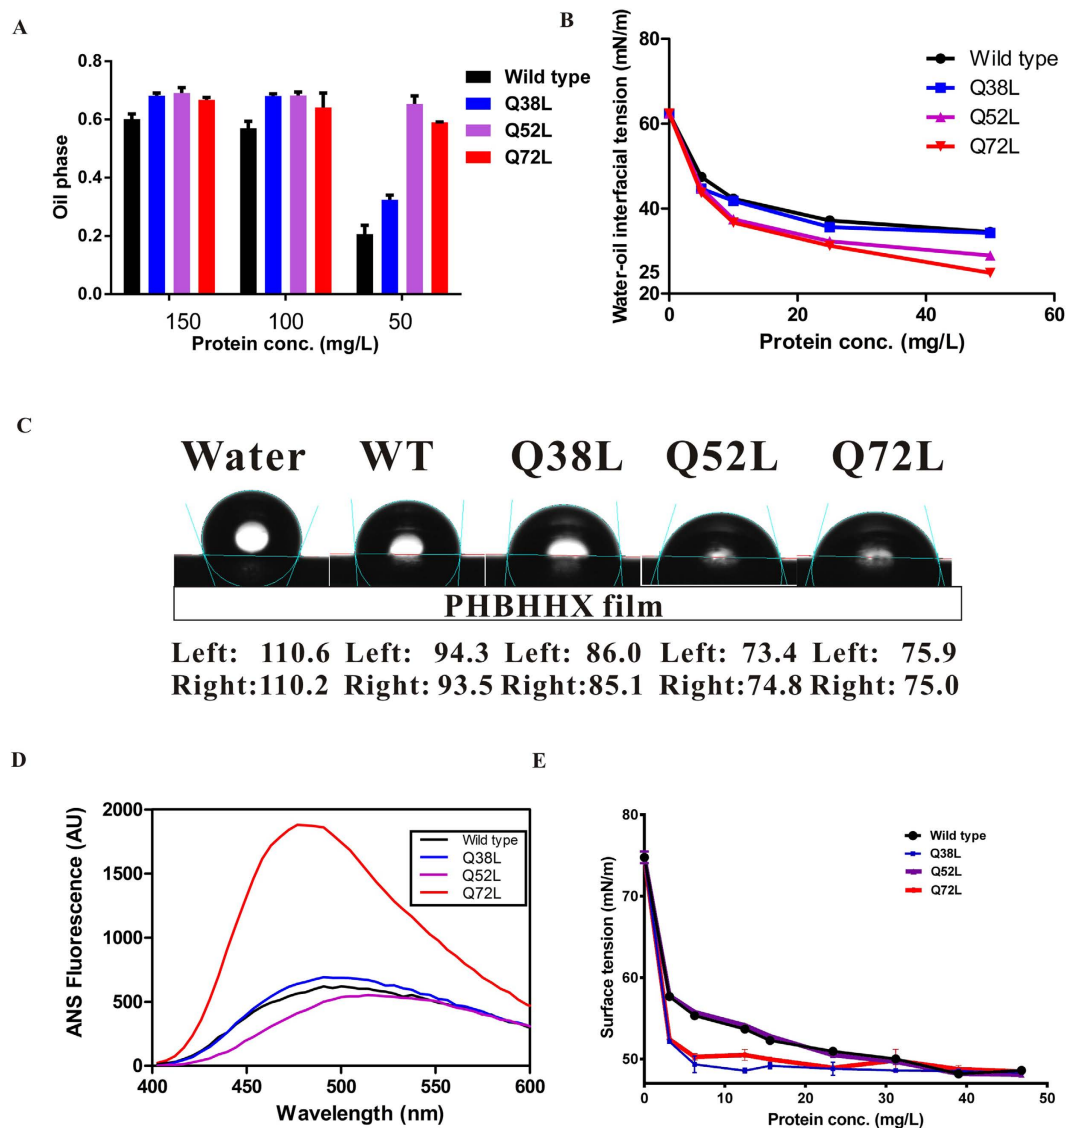 A
Oil phase
0.8
0.6
0.4
0.2
0.0
150 100 50
Protein conc. (mg/L)
Wild type
Q38L
Q52L
Q72L
B
Water-oil interfacial tension (mN/m)
80
60
40
25
20
0 20 40 60
Protein conc. (mg/L)
Wild type
Q38L
Q52L
Q72L
C
Water WT Q38L Q52L Q72L
PHBHHX film
Left: 110.6 Left: 94.3 Left: 86.0 Left: 73.4 Left: 75.9
Right:110.2 Right: 93.5 Right:85.1 Right:74.8 Right: 75.0
D
ANS Fluorescence (AU)
2000
1500
1000
500
0
400 450 500 550 600
Wavelength (nm)
Wild type
Q38L
Q52L
Q72L
E
Surface tension (mN/m)
80
70
60
50
0 10 20 30 40 50
Protein conc. (mg/L)
Wild type
Q38L
Q52L
Q72L